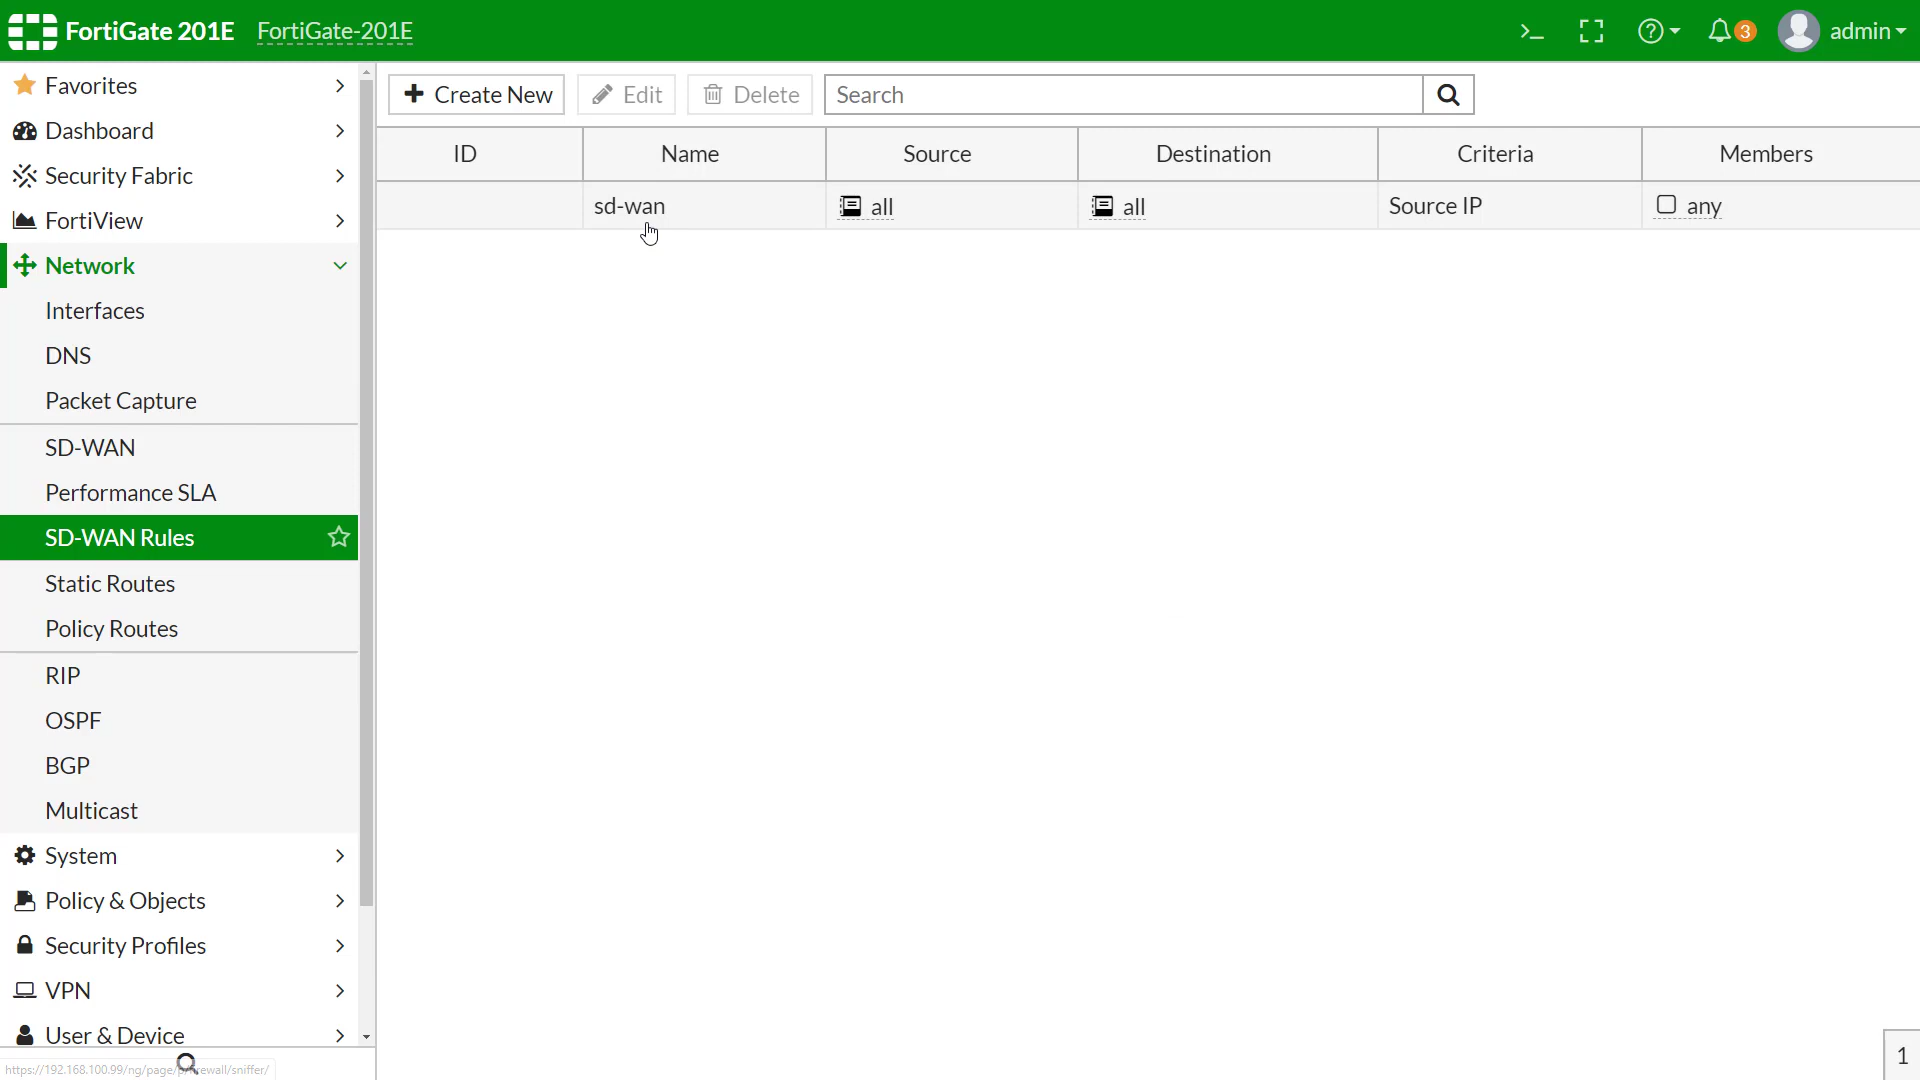 FortiGate 201E FortiGate-201E 3 admin
Favorites
Dashboard
Security Fabric
FortiView
Network
Interfaces
DNS
Packet Capture
SD-WAN
Performance SLA
SD-WAN Rules
Static Routes
Policy Routes
RIP
OSPF
BGP
Multicast
System
Policy & Objects
Security Profiles
VPN
User & Device
Create New Edit Delete Search
ID Name Source Destination Criteria Members
sd-wan all all Source IP any
1